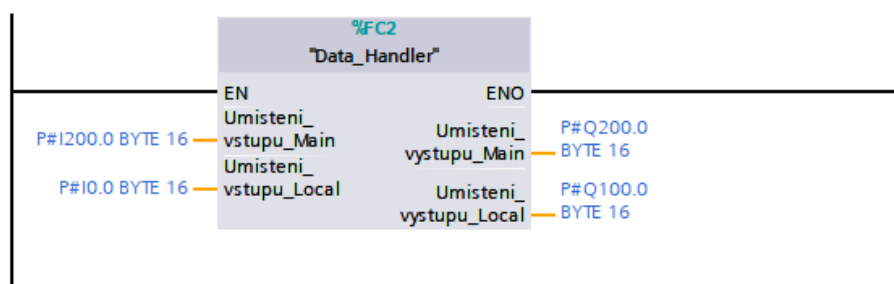 %FC2
"Data_Handler"
EN
ENO
P#I200.0 BYTE 16
Umisteni_
vstupu_Main
P#I0.0 BYTE 16
Umisteni_
vstupu_Local
Umisteni_
vystupu_Main
P#Q200.0
BYTE 16
Umisteni_
vystupu_Local
P#Q100.0
BYTE 16